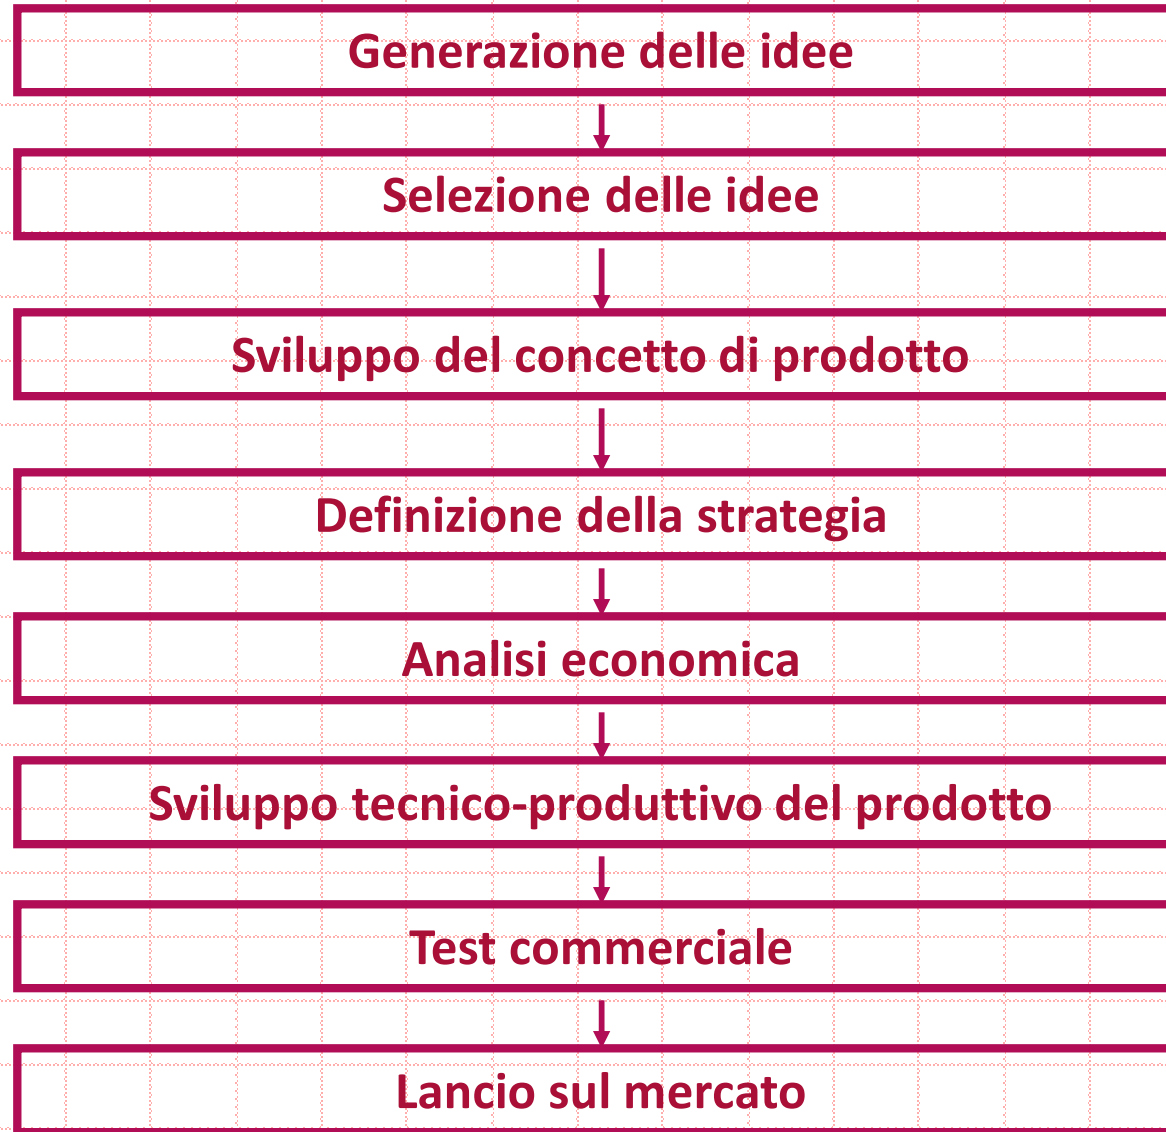 Generazione delle idee
Selezione delle idee
Sviluppo del concetto di prodotto
Definizione della strategia
Analisi economica
Sviluppo tecnico-produttivo del prodotto
Test commerciale
Lancio sul mercato